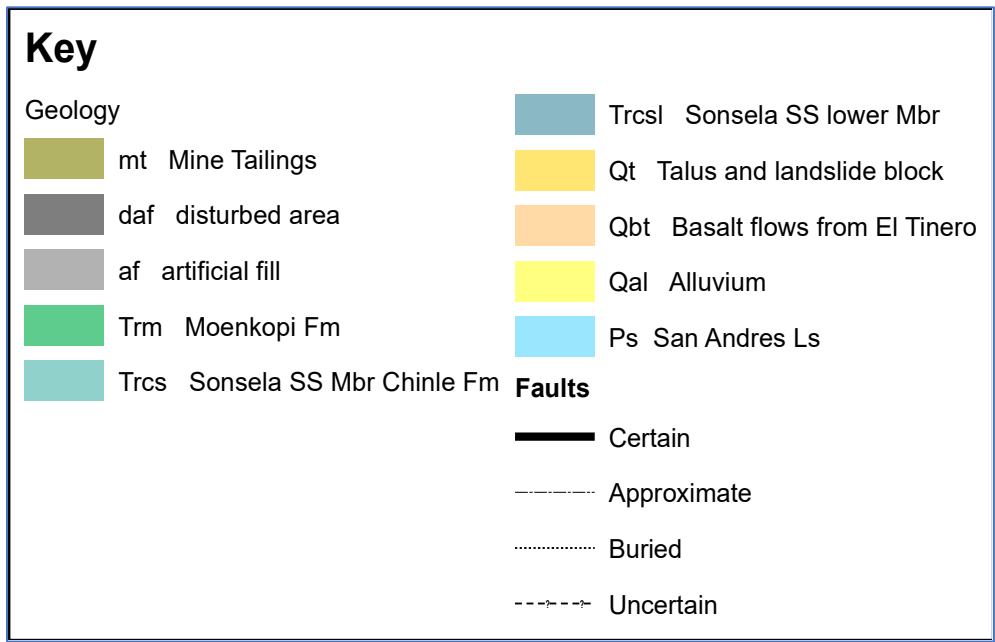 Key
Geology
mt Mine Tailings
daf disturbed area
af artificial fill
Trm Moenkopi Fm
Trcs Sonsela SS Mbr Chinle Fm
Trcsl Sonsela SS lower Mbr
Qt Talus and landslide block
Qbt Basalt flows from El Tinero
Qal Alluvium
Ps San Andres Ls
Faults
Certain
Approximate
Buried
? ? Uncertain